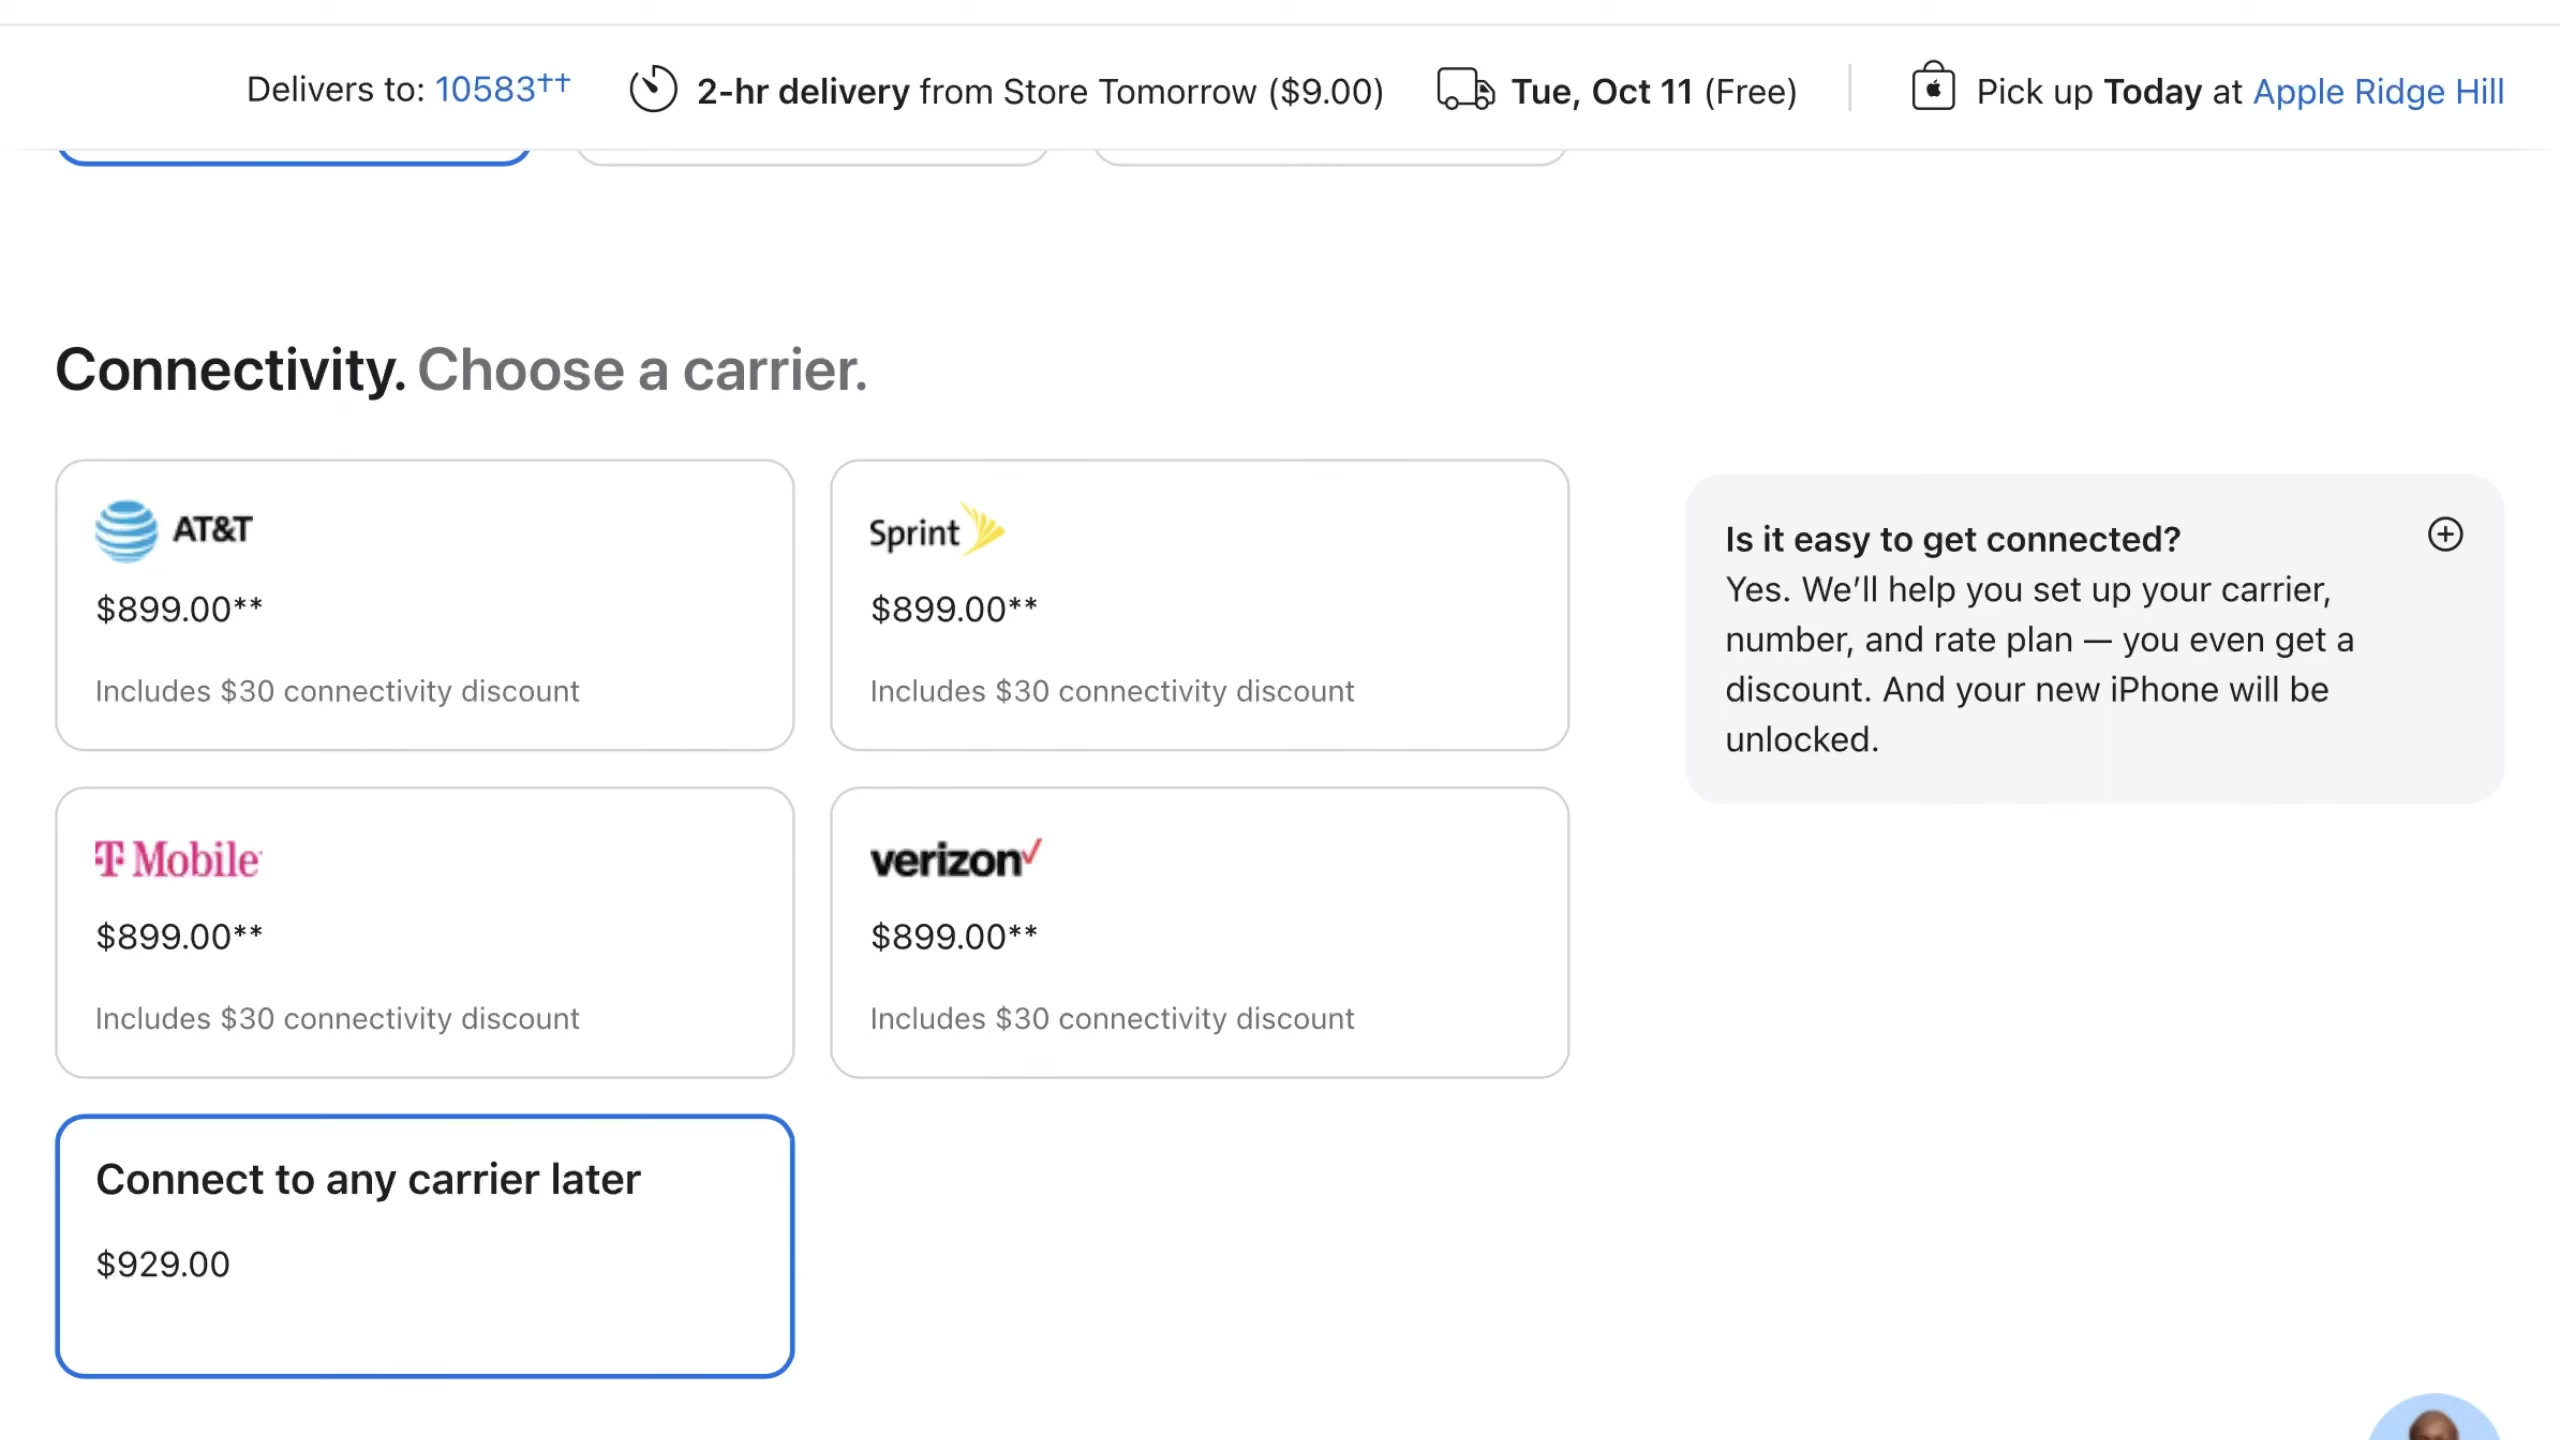 Delivers to: 10583††
2-hr delivery from Store Tomorrow ($9.00)
Tue, Oct 11 (Free)
Pick up Today at Apple Ridge Hill
Connectivity. Choose a carrier.
AT&T
$899.00**
Includes $30 connectivity discount
Sprint
$899.00**
Includes $30 connectivity discount
Is it easy to get connected?
Yes. We’ll help you set up your carrier,
number, and rate plan — you even get a
discount. And your new iPhone will be
unlocked.
T Mobile
$899.00**
Includes $30 connectivity discount
verizon
$899.00**
Includes $30 connectivity discount
Connect to any carrier later
$929.00